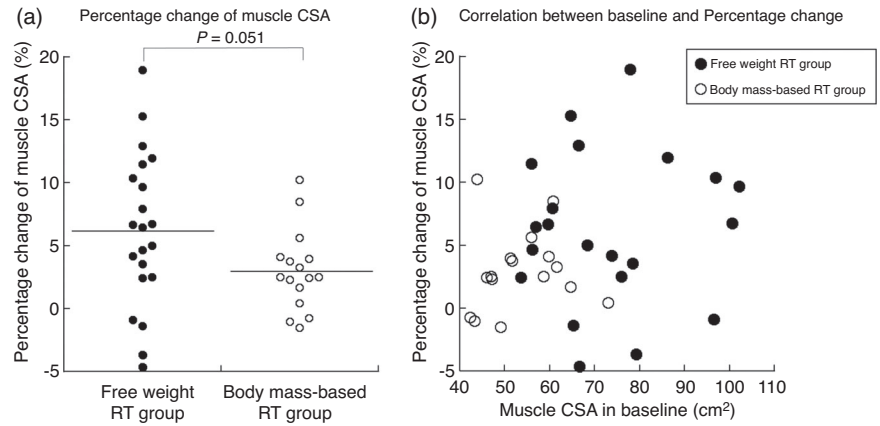 (a)
Percentage change of muscle CSA
P = 0.051
Percentage change of muscle CSA (%)
20
15
10
5
0
-5
Free weight
RT group
Body mass-based
RT group
(b)
Correlation between baseline and Percentage change
Percentage change of muscle CSA (%)
20
15
10
5
0
-5
Free weight RT group
Body mass-based RT group
40 50 60 70 80 90 100 110
Muscle CSA in baseline (cm²)